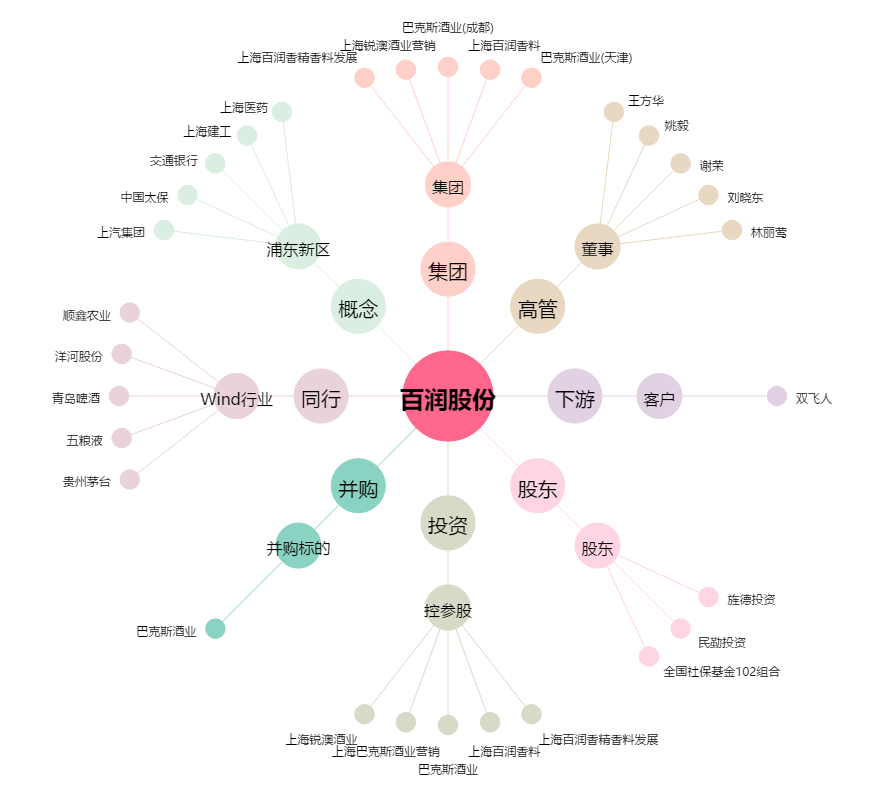 巴克斯酒业(成都)
上海锐澳酒业营销
上海百润香料
上海百润香精香料发展
巴克斯酒业(天津)
王方华
上海医药
姚毅
上海建工
交通银行
谢荣
集团
中国太保
刘晓东
上汽集团
林丽莺
浦东新区
董事
集团
概念
高管
顺鑫农业
洋河股份
青岛啤酒
Wind行业
同行
百润股份
下游
客户
双飞人
五粮液
贵州茅台
并购
股东
投资
并购标的
股东
旌德投资
控参股
巴克斯酒业
民勤投资
全国社保基金102组合
上海锐澳酒业
上海百润香精香料发展
上海巴克斯酒业营销
上海百润香料
巴克斯酒业